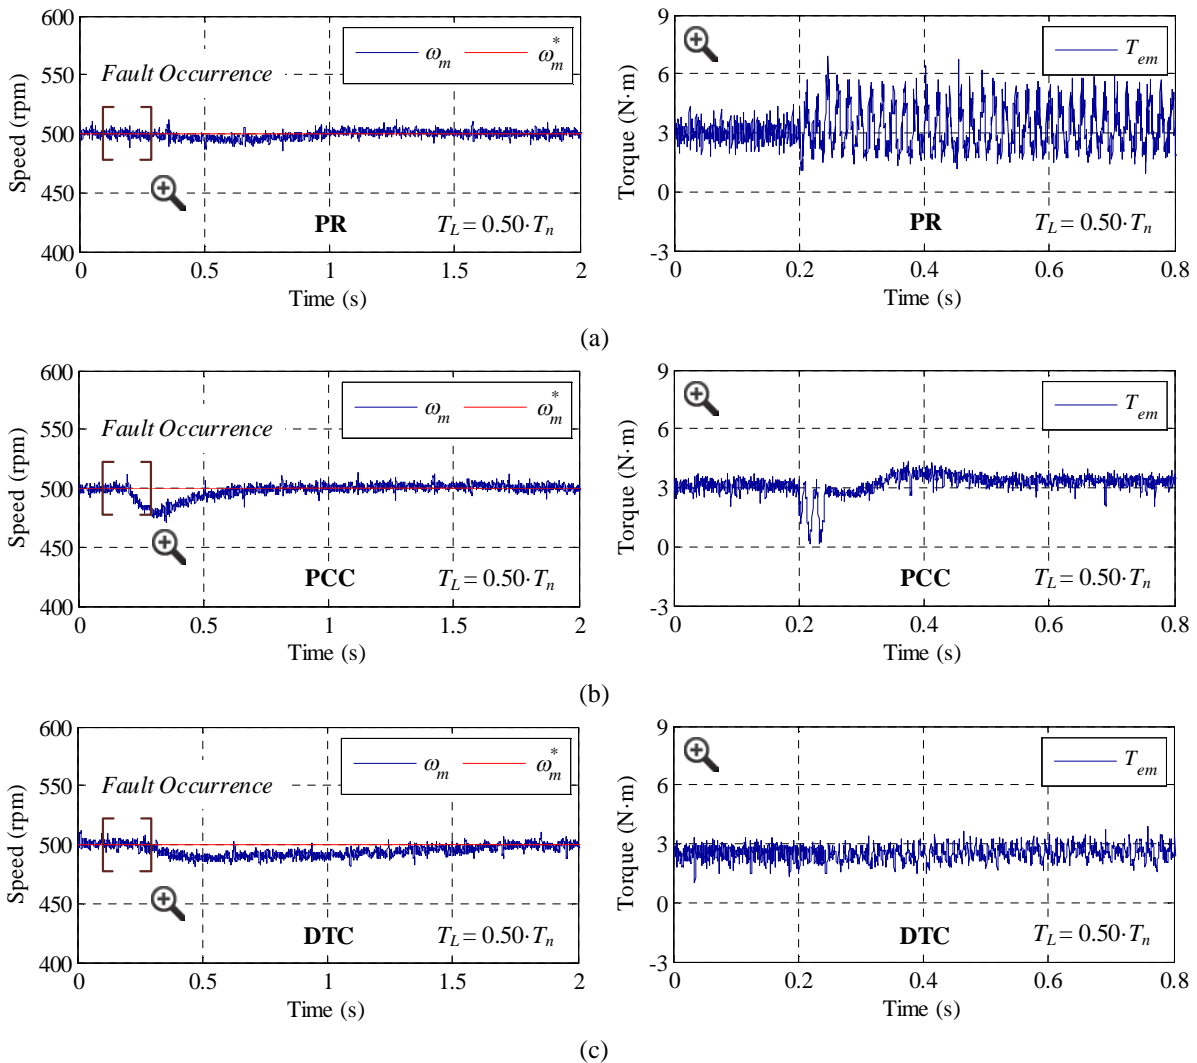 600
550
500
450
400
Speed (rpm)
Fault Occurrence
ω_m ω_m^*
PR
T_L = 0.50·T_n
0 0.5 1 1.5 2
Time (s)
9
6
3
0
-3
Torque (N·m)
T_em
PR
T_L = 0.50·T_n
0 0.2 0.4 0.6 0.8
Time (s)
(a)
600
550
500
450
400
Speed (rpm)
Fault Occurrence
ω_m ω_m^*
PCC
T_L = 0.50·T_n
0 0.5 1 1.5 2
Time (s)
9
6
3
0
-3
Torque (N·m)
T_em
PCC
T_L = 0.50·T_n
0 0.2 0.4 0.6 0.8
Time (s)
(b)
600
550
500
450
400
Speed (rpm)
Fault Occurrence
ω_m ω_m^*
DTC
T_L = 0.50·T_n
0 0.5 1 1.5 2
Time (s)
9
6
3
0
-3
Torque (N·m)
T_em
DTC
T_L = 0.50·T_n
0 0.2 0.4 0.6 0.8
Time (s)
(c)